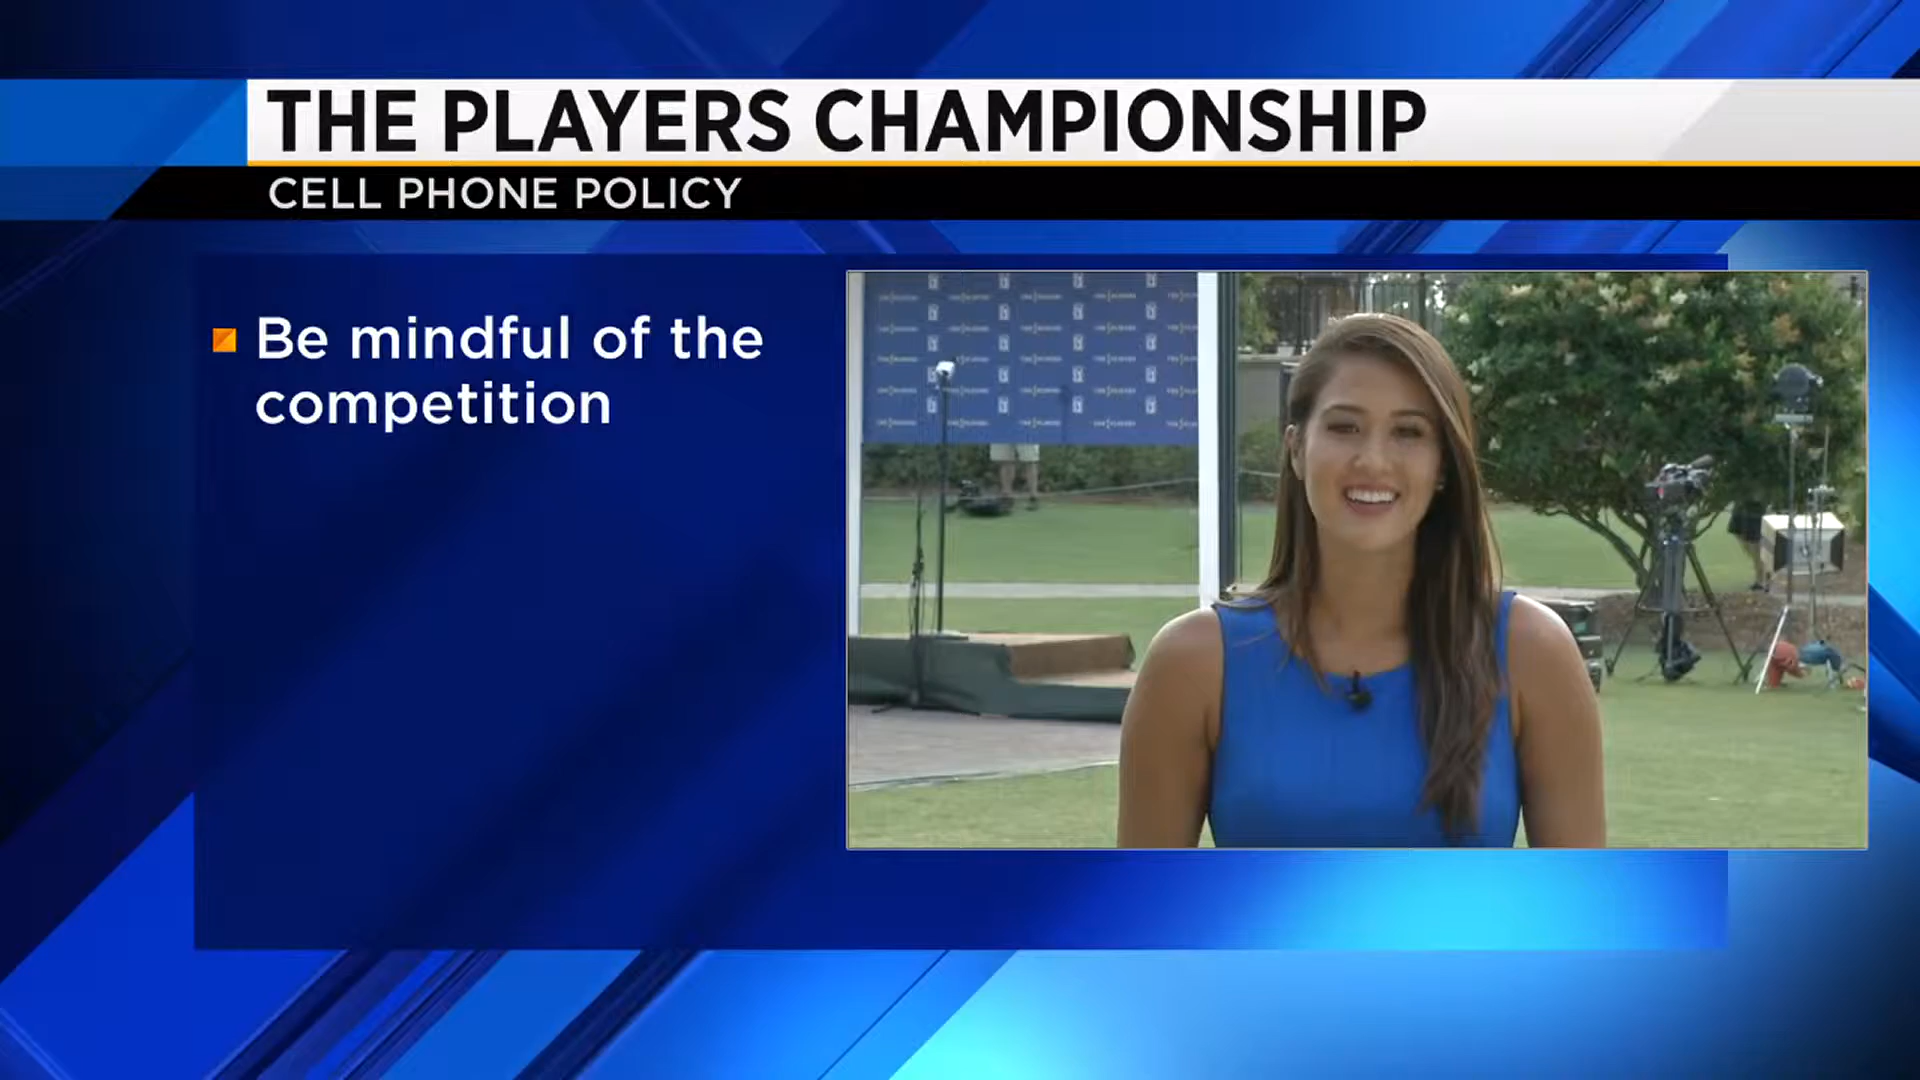 THE PLAYERS CHAMPIONSHIP
CELL PHONE POLICY
Be mindful of the
competition